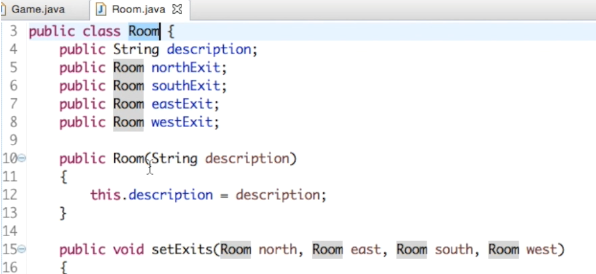 Game.java Room.java
3 public class Room {
4 public String description;
5 public Room northExit;
6 public Room southExit;
7 public Room eastExit;
8 public Room westExit;
9
10 public Room(String description)
11 {
12 this.description = description;
13 }
14
15 public void setExits(Room north, Room east, Room south, Room west)
16 {